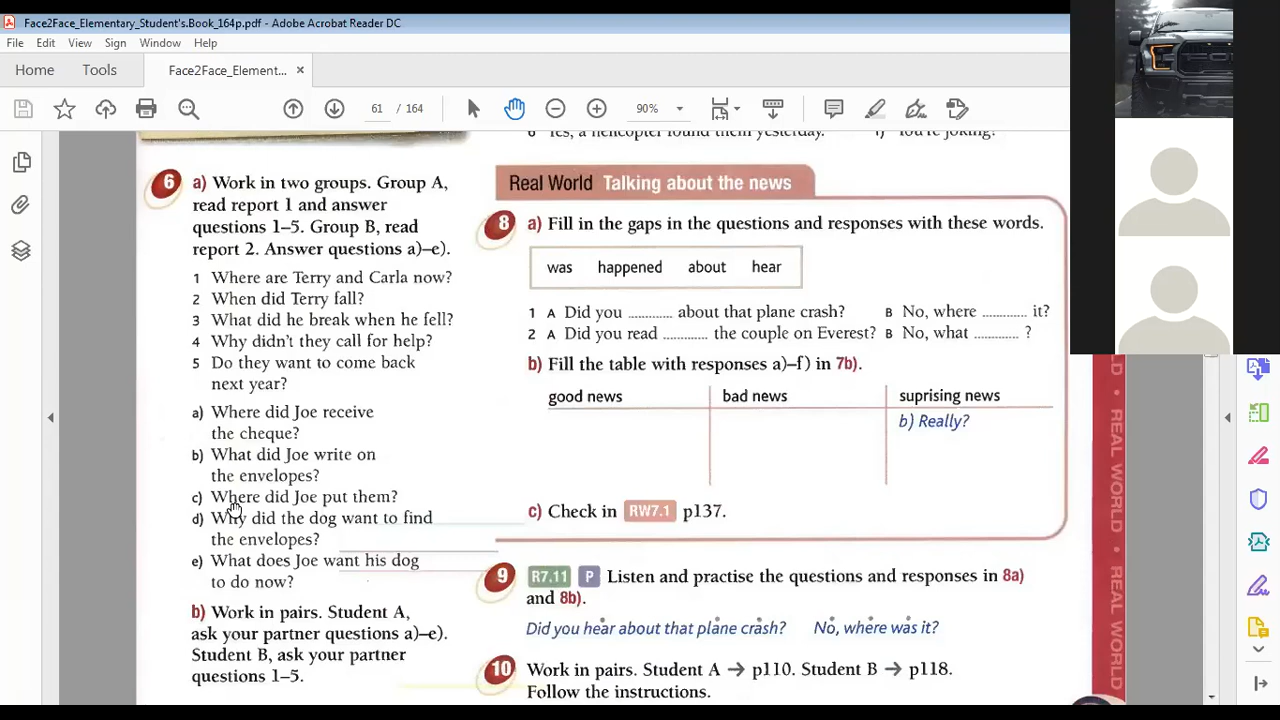 Face2Face_Elementary_Student's.Book_164p.pdf - Adobe Acrobat Reader DC
File Edit View Sign Window Help
Home Tools Face2Face_Element... ×
61 / 164 90%
6 Yes, a helicopter found them yesterday. f) You're joking!
6 a) Work in two groups. Group A,
read report 1 and answer
questions 1–5. Group B, read
report 2. Answer questions a)–e).
1 Where are Terry and Carla now?
2 When did Terry fall?
3 What did he break when he fell?
4 Why didn't they call for help?
5 Do they want to come back
next year?
a) Where did Joe receive
the cheque?
b) What did Joe write on
the envelopes?
c) Where did Joe put them?
d) Why did the dog want to find
the envelopes?
e) What does Joe want his dog
to do now?
b) Work in pairs. Student A,
ask your partner questions a)–e).
Student B, ask your partner
questions 1–5.
Real World Talking about the news
8 a) Fill in the gaps in the questions and responses with these words.
was happened about hear
1 A Did you ........... about that plane crash? B No, where ........... it?
2 A Did you read ........... the couple on Everest? B No, what ........... ?
b) Fill the table with responses a)–f) in 7b).
good news bad news suprising news
b) Really?
c) Check in RW7.1 p137.
9 R7.11 P Listen and practise the questions and responses in 8a)
and 8b).
Did you hear about that plane crash? No, where was it?
10 Work in pairs. Student A → p110. Student B → p118.
Follow the instructions.
REAL WORLD • REAL WORLD